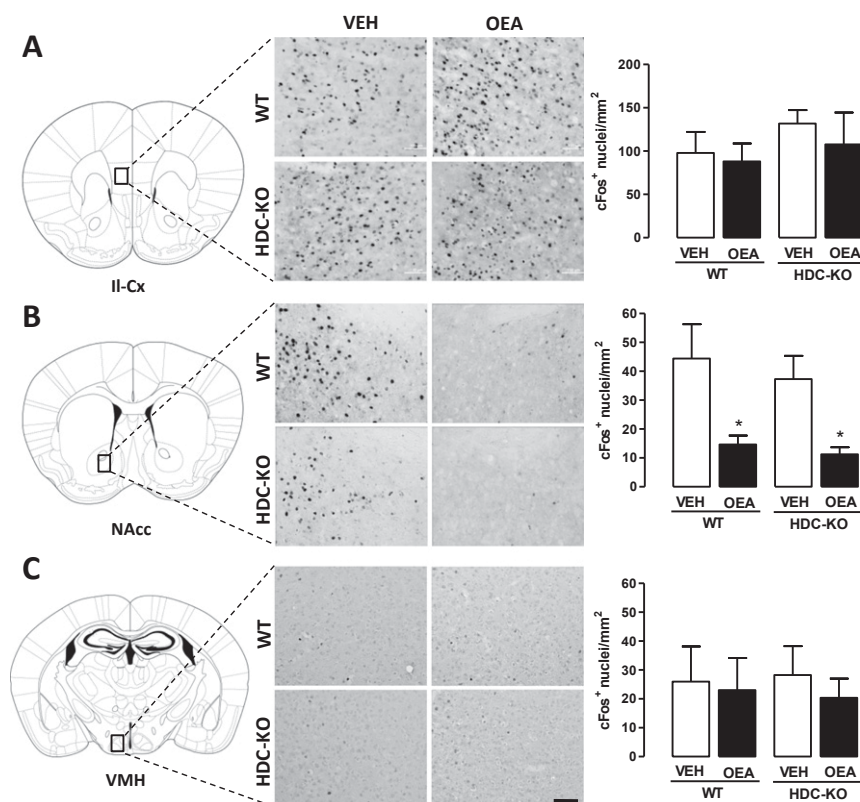 A
VEH OEA
WT
HDC-KO
Il-Cx
cFos+ nuclei/mm2
200
150
100
50
0
VEH OEA VEH OEA
WT HDC-KO
B
WT
HDC-KO
NAcc
cFos+ nuclei/mm2
60
50
40
30
20
10
0
* *
VEH OEA VEH OEA
WT HDC-KO
C
WT
HDC-KO
VMH
cFos+ nuclei/mm2
60
50
40
30
20
10
0
VEH OEA VEH OEA
WT HDC-KO